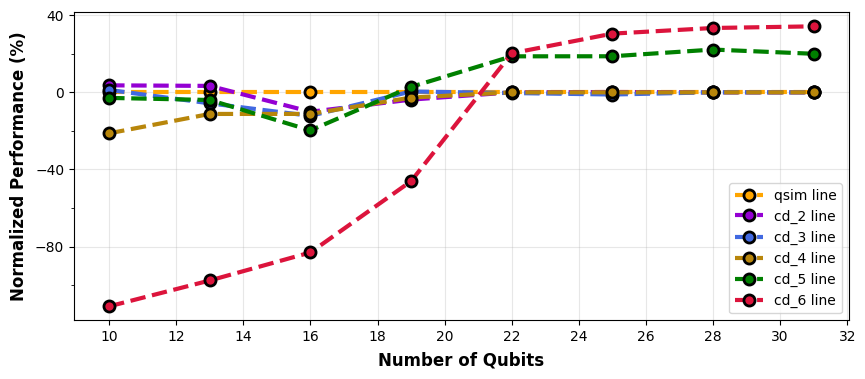 40
0
−40
−80
Normalized Performance (%)
10 12 14 16 18 20 22 24 26 28 30 32
Number of Qubits
qsim line
cd_2 line
cd_3 line
cd_4 line
cd_5 line
cd_6 line